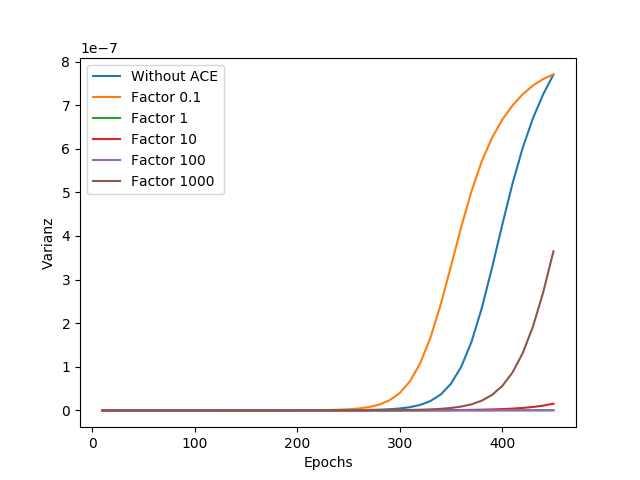 1e−7
8
7
6
5
4
3
2
1
0
Varianz
Without ACE
Factor 0.1
Factor 1
Factor 10
Factor 100
Factor 1000
0 100 200 300 400
Epochs